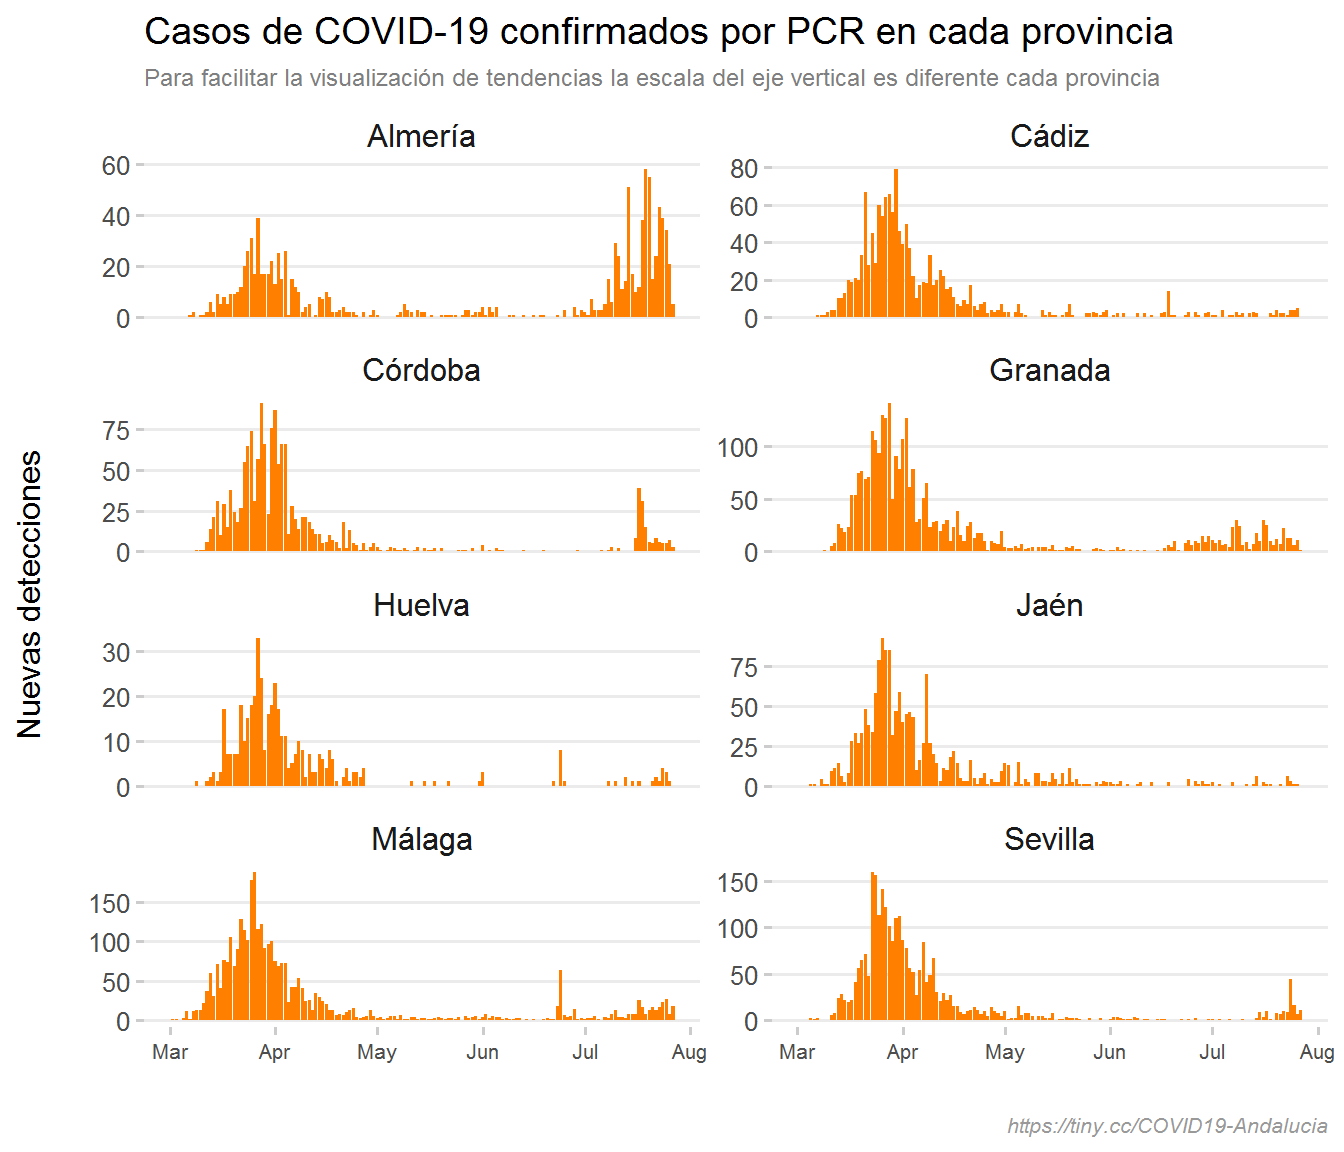 Casos de COVID-19 confirmados por PCR en cada provincia
Para facilitar la visualización de tendencias la escala del eje vertical es diferente cada provincia
Nuevas detecciones
Almería
60
40
20
0
Cádiz
80
60
40
20
0
Córdoba
75
50
25
0
Granada
100
50
0
Huelva
30
20
10
0
Jaén
75
50
25
0
Málaga
150
100
50
0
Mar Apr May Jun Jul Aug
Sevilla
150
100
50
0
Mar Apr May Jun Jul Aug
https://tiny.cc/COVID19-Andalucia